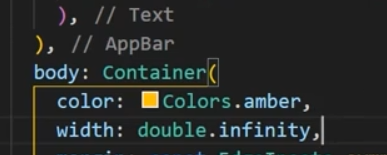 ), // Text
), // AppBar
body: Container(
color: Colors.amber,
width: double.infinity,